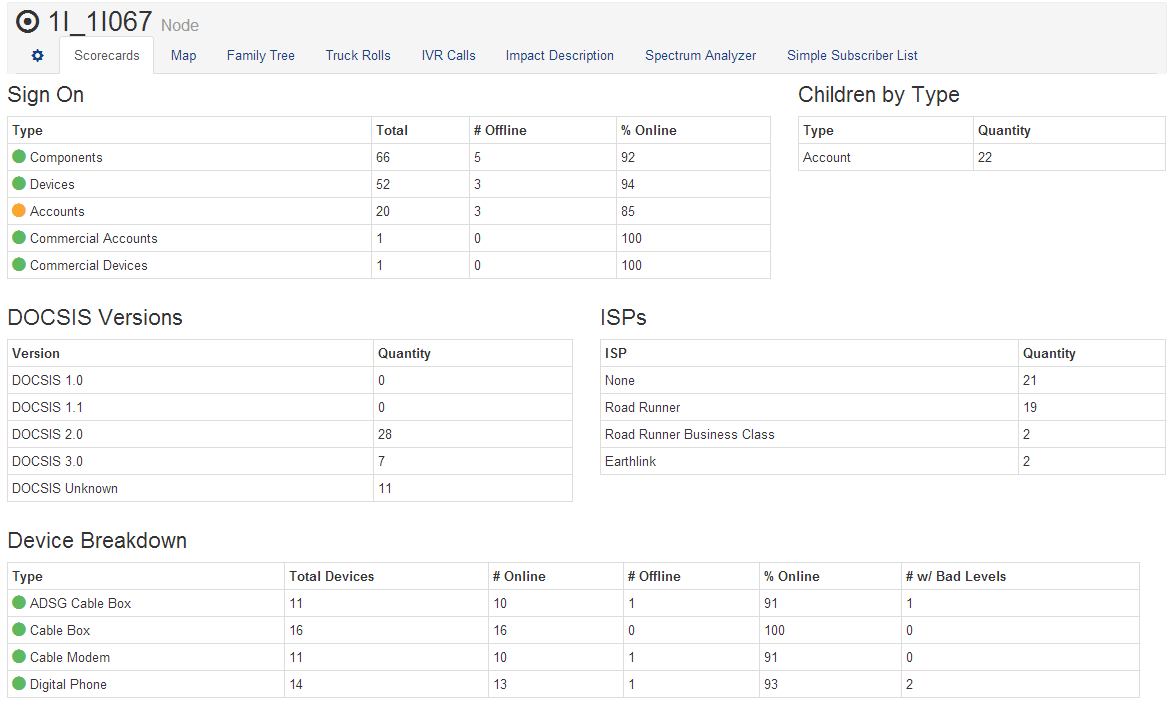 1I_1I067 Node
Scorecards Map Family Tree Truck Rolls IVR Calls Impact Description Spectrum Analyzer Simple Subscriber List
Sign On
Type Total # Offline % Online
Components 66 5 92
Devices 52 3 94
Accounts 20 3 85
Commercial Accounts 1 0 100
Commercial Devices 1 0 100
Children by Type
Type Quantity
Account 22
DOCSIS Versions
Version Quantity
DOCSIS 1.0 0
DOCSIS 1.1 0
DOCSIS 2.0 28
DOCSIS 3.0 7
DOCSIS Unknown 11
ISPs
ISP Quantity
None 21
Road Runner 19
Road Runner Business Class 2
Earthlink 2
Device Breakdown
Type Total Devices # Online # Offline % Online # w/ Bad Levels
ADSG Cable Box 11 10 1 91 1
Cable Box 16 16 0 100 0
Cable Modem 11 10 1 91 0
Digital Phone 14 13 1 93 2